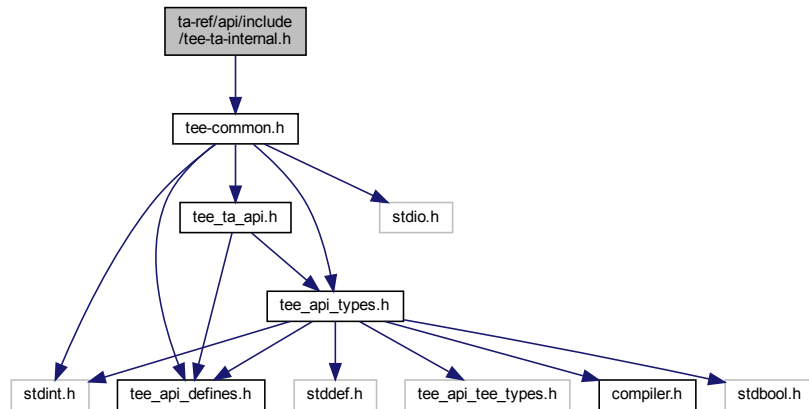 ta-ref/api/include
/tee-ta-internal.h
tee-common.h
tee_ta_api.h
stdio.h
tee_api_types.h
stdint.h
tee_api_defines.h
stddef.h
tee_api_tee_types.h
compiler.h
stdbool.h